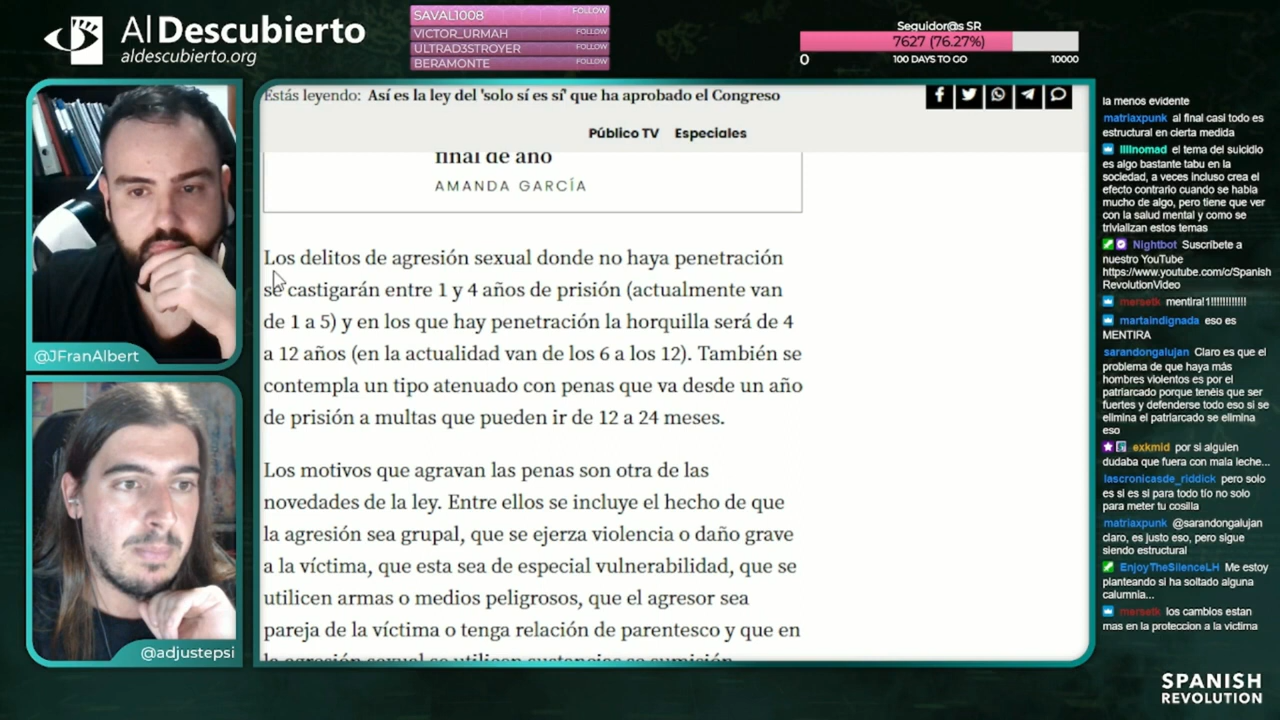 Al Descubierto
aldescubierto.org
SAVAL1008 FOLLOW
VICTOR_URMAH FOLLOW
ULTRAD3STROYER FOLLOW
BERAMONTE FOLLOW
Seguidor@s SR
7627 (76.27%)
0 100 DAYS TO GO 10000
Estás leyendo: Así es la ley del 'solo sí es sí' que ha aprobado el Congreso
Público TV Especiales
final de año
AMANDA GARCÍA
Los delitos de agresión sexual donde no haya penetración
se castigarán entre 1 y 4 años de prisión (actualmente van
de 1 a 5) y en los que hay penetración la horquilla será de 4
a 12 años (en la actualidad van de los 6 a los 12). También se
contempla un tipo atenuado con penas que va desde un año
de prisión a multas que pueden ir de 12 a 24 meses.
Los motivos que agravan las penas son otra de las
novedades de la ley. Entre ellos se incluye el hecho de que
la agresión sea grupal, que se ejerza violencia o daño grave
a la víctima, que esta sea de especial vulnerabilidad, que se
utilicen armas o medios peligrosos, que el agresor sea
pareja de la víctima o tenga relación de parentesco y que en
la agresión sexual se utilicen sustancias se sumisión
@JFranAlbert
@adjustepsi
la menos evidente
matriaxpunk al final casi todo es
estructural en cierta medida
llllnomad el tema del suicidio
es algo bastante tabu en la
sociedad, a veces incluso crea el
efecto contrario cuando se habla
mucho de algo, pero tiene que ver
con la salud mental y como se
trivializan estos temas
Nightbot Suscríbete a
nuestro YouTube
https://www.youtube.com/c/Spanish
RevolutionVideo
mersetk mentira!1!!!!!!!!!!!!
martaindignada eso es
MENTIRA
sarandongalujan Claro es que el
problema de que haya más
hombres violentos es por el
patriarcado porque tenéis que ser
fuertes y defenderse todo eso si se
elimina el patriarcado se elimina
eso
exkmid por si alguien
dudaba que fuera con mala leche...
lascronicasde_riddick pero solo
es si es si para todo tío no solo
para meter tu cosilla
matriaxpunk @sarandongalujan
claro, es justo eso, pero sigue
siendo estructural
EnjoyTheSilenceLH Me estoy
planteando si ha soltado alguna
calumnia...
mersetk los cambios estan
mas en la proteccion a la victima
SPANISH
REVOLUTION